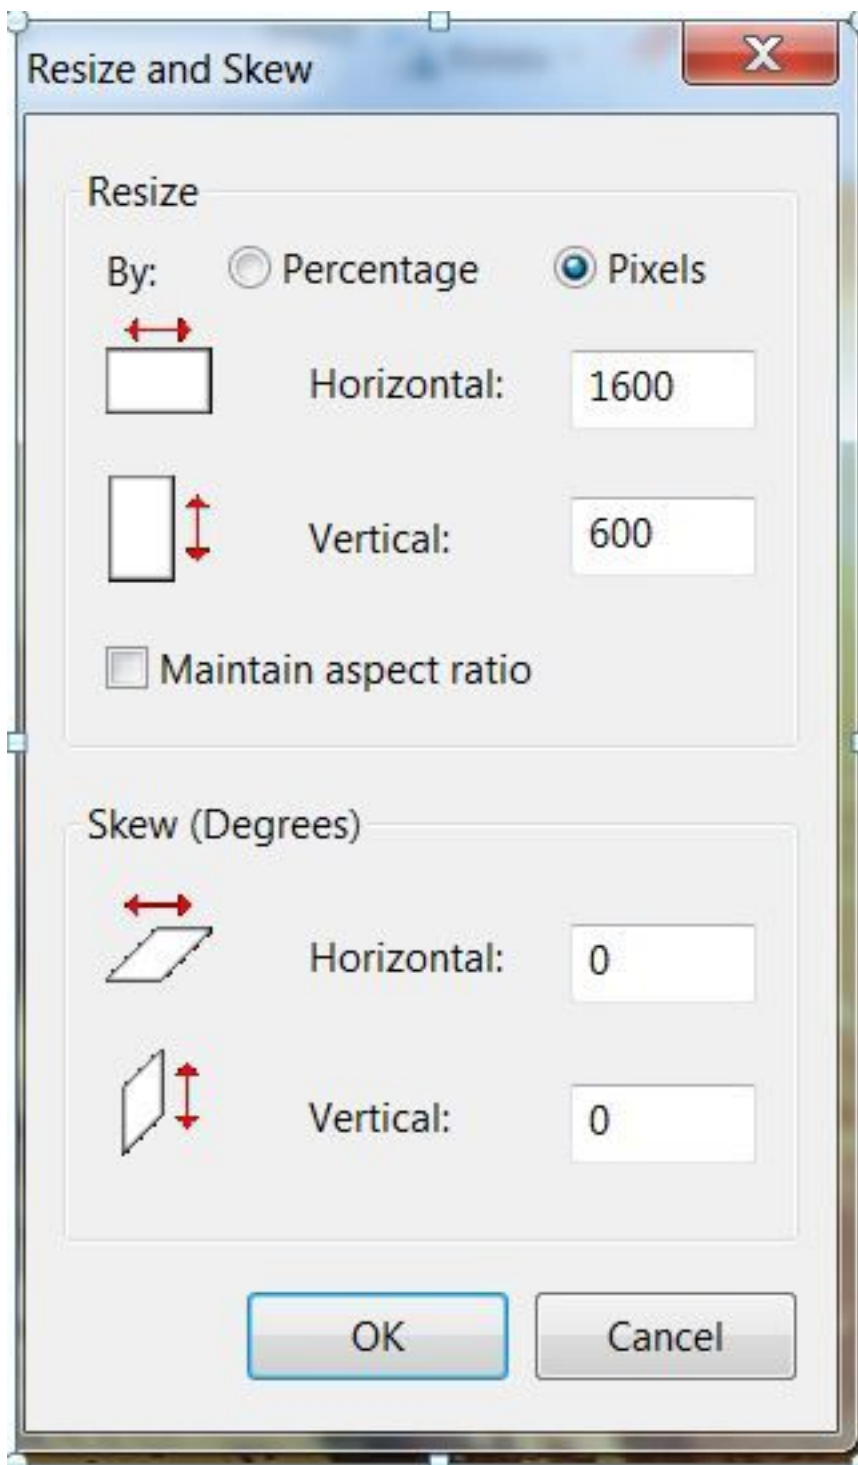 Resize and Skew
Resize
By: Percentage Pixels
Horizontal: 1600
Vertical: 600
Maintain aspect ratio
Skew (Degrees)
Horizontal: 0
Vertical: 0
OK Cancel